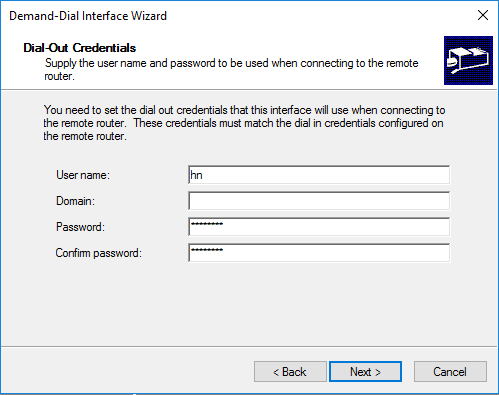 Demand-Dial Interface Wizard
Dial-Out Credentials
Supply the user name and password to be used when connecting to the remote
router.
You need to set the dial out credentials that this interface will use when connecting to
the remote router. These credentials must match the dial in credentials configured on
the remote router.
User name: hn
Domain:
Password: ********
Confirm password: ********
< Back Next > Cancel